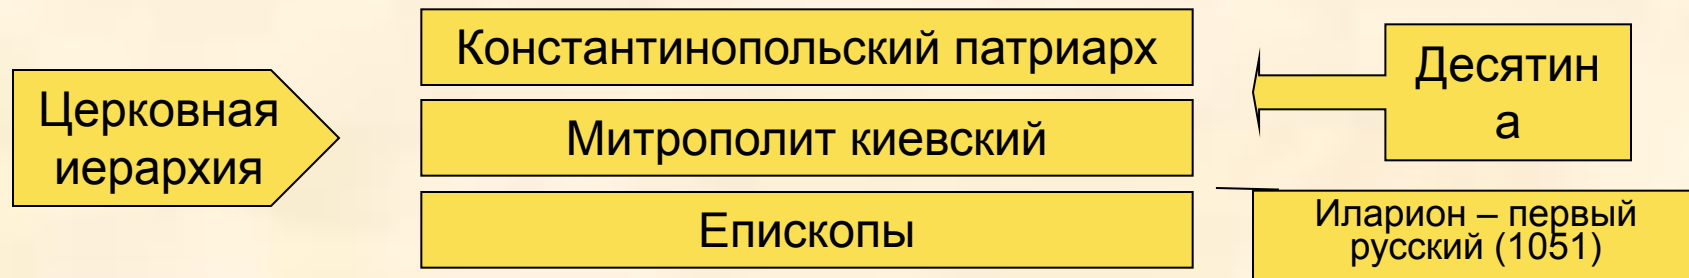 Церковная
иерархия
Константинопольский патриарх
Митрополит киевский
Епископы
Десятин
а
Иларион – первый
русский (1051)